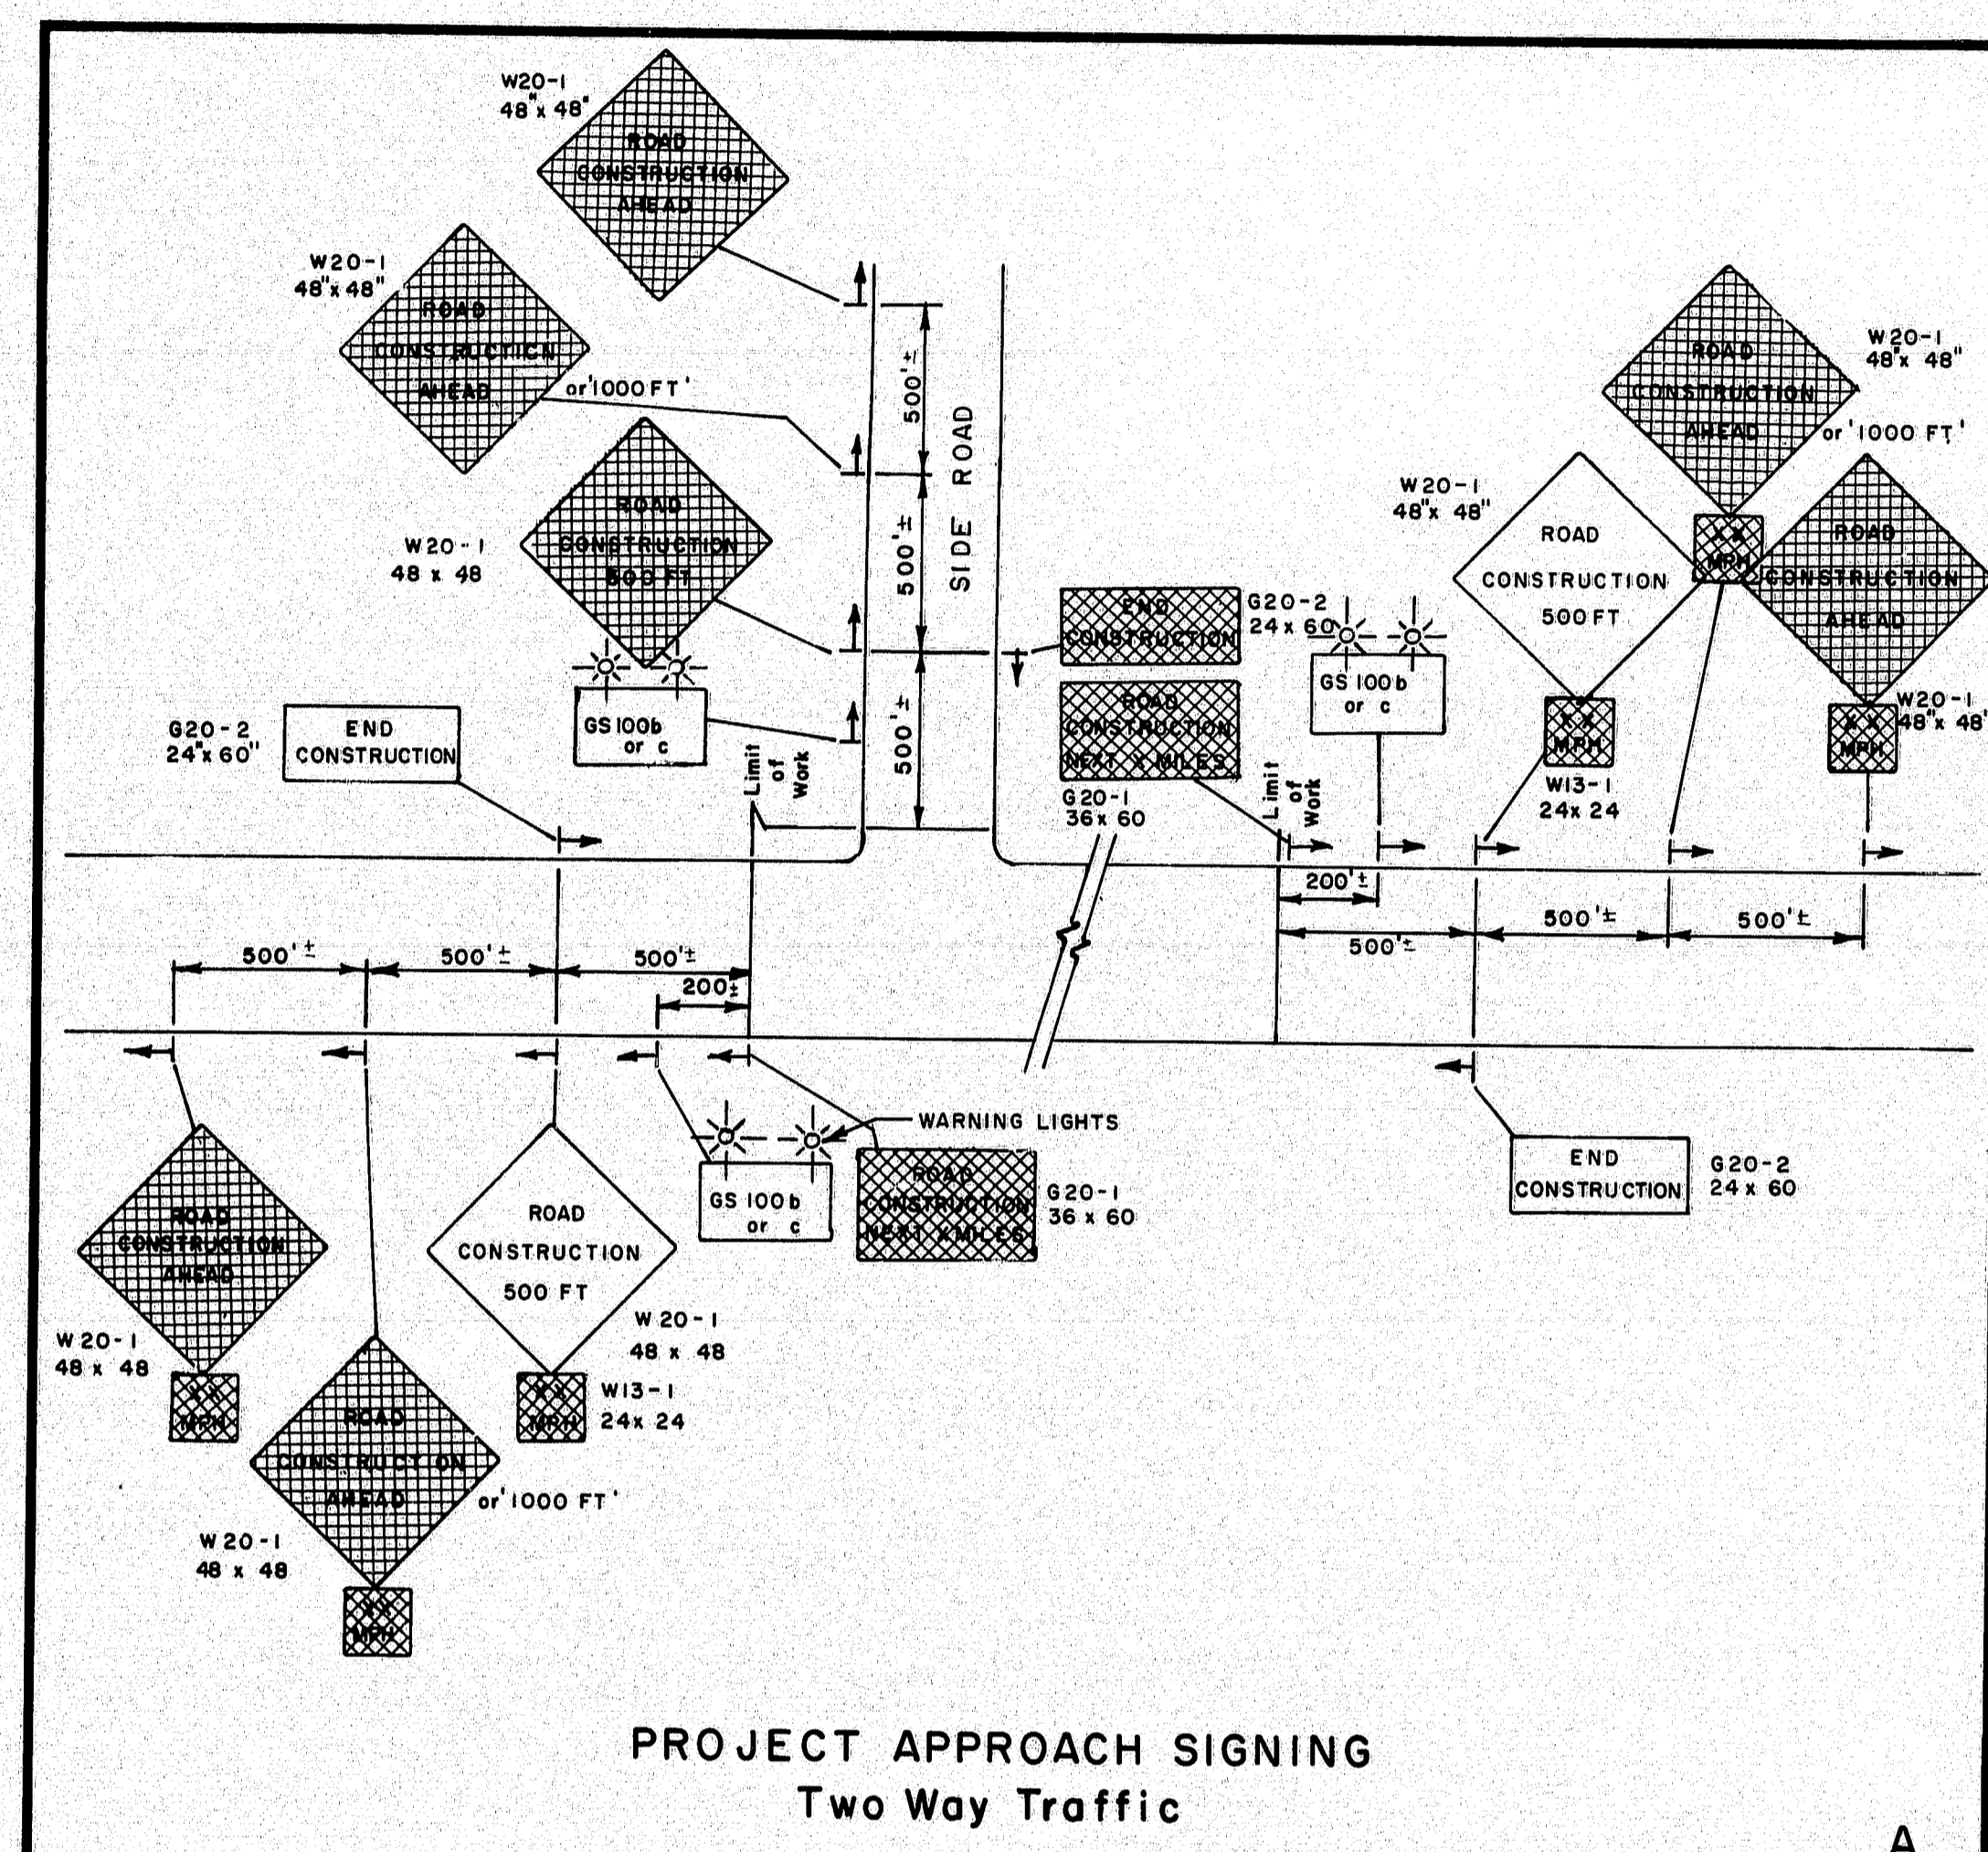 W20-1
48"x 48"
ROAD
CONSTRUCTION
AHEAD
W20-1
48"x 48"
ROAD
CONSTRUCTION
AHEAD
or '1000 FT'
W20-1
48 x 48
ROAD
CONSTRUCTION
500 FT
GS 100b
or c
G20-2
24"x 60"
END
CONSTRUCTION
Limit
of
Work
500'±
500'±
500'±
SIDE ROAD
END
CONSTRUCTION
G20-2
24 x 60
ROAD
CONSTRUCTION
NEXT X MILES
G20-1
36 x 60
Limit
of
Work
GS 100b
or c
W20-1
48"x 48"
ROAD
CONSTRUCTION
500 FT
XX
MPH
W13-1
24 x 24
ROAD
CONSTRUCTION
AHEAD
W20-1
48"x 48"
or '1000 FT'
XX
MPH
ROAD
CONSTRUCTION
AHEAD
W20-1
48"x 48"
XX
MPH
200'±
500'±
500'±
500'±
500'±
500'±
500'±
200±
WARNING LIGHTS
GS 100b
or c
ROAD
CONSTRUCTION
NEXT X MILES
G20-1
36 x 60
END
CONSTRUCTION
G20-2
24 x 60
ROAD
CONSTRUCTION
AHEAD
W20-1
48 x 48
XX
MPH
ROAD
CONSTRUCTION
AHEAD
or '1000 FT'
W20-1
48 x 48
XX
MPH
ROAD
CONSTRUCTION
500 FT
W20-1
48 x 48
XX
MPH
W13-1
24 x 24
PROJECT APPROACH SIGNING
Two Way Traffic
A